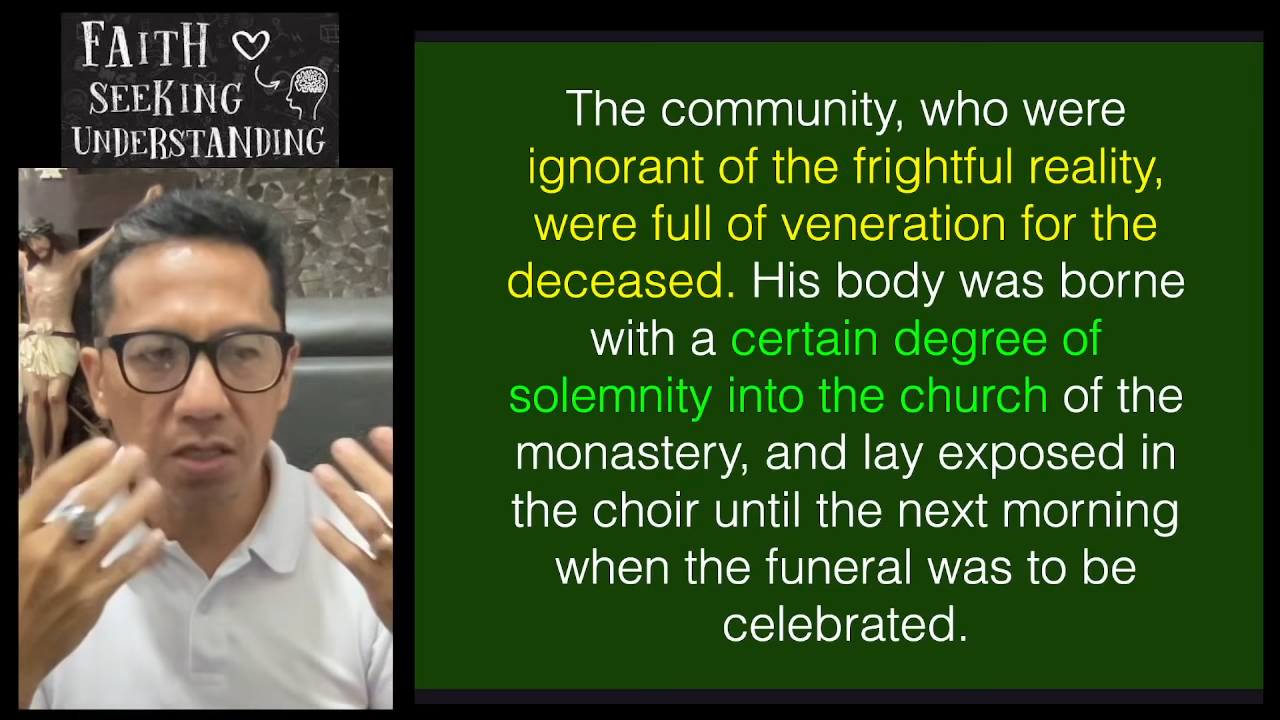 FAITH
SEEKING
UNDERSTANDING
The community, who were
ignorant of the frightful reality,
were full of veneration for the
deceased. His body was borne
with a certain degree of
solemnity into the church of the
monastery, and lay exposed in
the choir until the next morning
when the funeral was to be
celebrated.